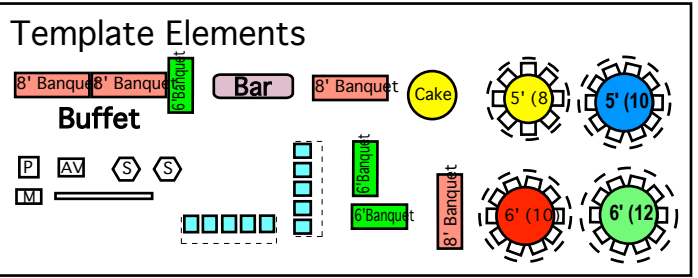 Template Elements
8' Banquet
8' Banquet
6'Banquet
Bar
8' Banquet
Cake
5' (8
5' (10
Buffet
P
AV
S
S
M
6'Banquet
6'Banquet
8' Banquet
6' (10)
6' (12